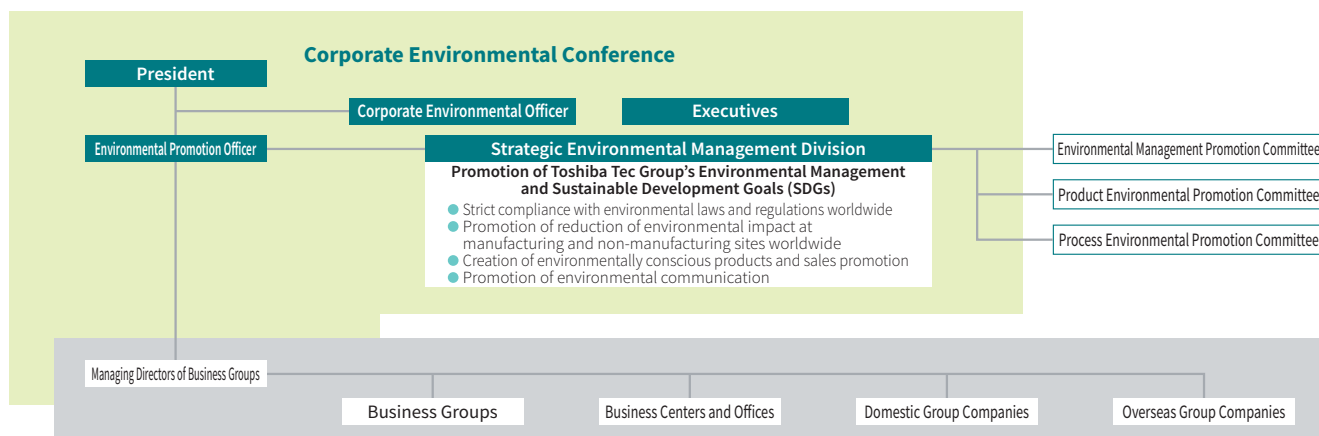 Corporate Environmental Conference
President
Corporate Environmental Officer
Executives
Environmental Promotion Officer
Strategic Environmental Management Division
Promotion of Toshiba Tec Group's Environmental Management
and Sustainable Development Goals (SDGs)
● Strict compliance with environmental laws and regulations worldwide
● Promotion of reduction of environmental impact at
manufacturing and non-manufacturing sites worldwide
● Creation of environmentally conscious products and sales promotion
● Promotion of environmental communication
Environmental Management Promotion Committee
Product Environmental Promotion Committee
Process Environmental Promotion Committee
Managing Directors of Business Groups
Business Groups
Business Centers and Offices
Domestic Group Companies
Overseas Group Companies